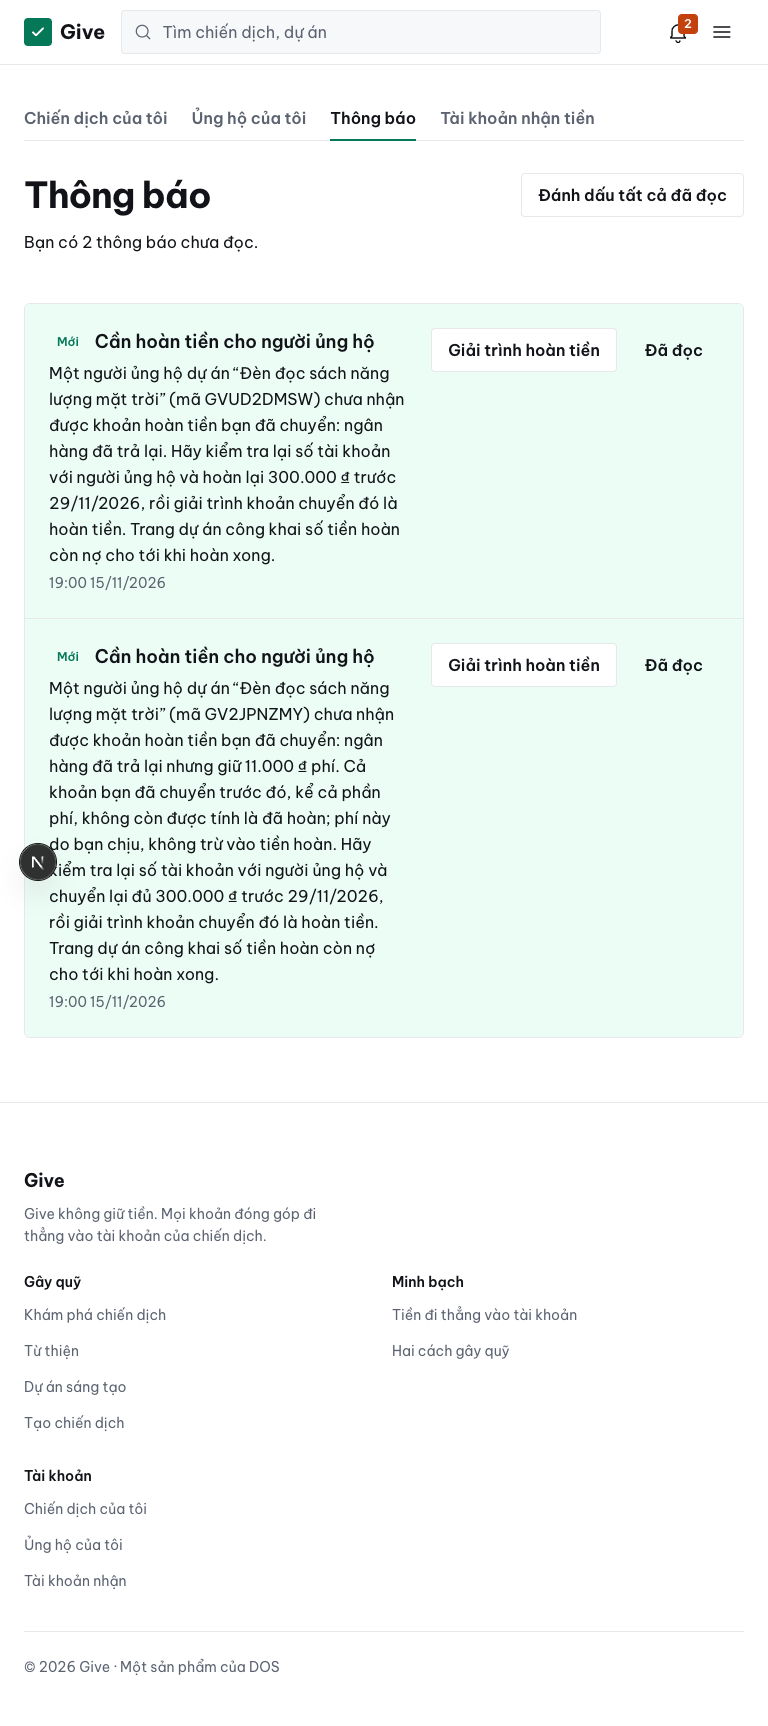 Give
Tìm chiến dịch, dự án
2
Chiến dịch của tôi
Ủng hộ của tôi
Thông báo
Tài khoản nhận tiền
Thông báo
Đánh dấu tất cả đã đọc
Bạn có 2 thông báo chưa đọc.
Mới
Cần hoàn tiền cho người ủng hộ
Giải trình hoàn tiền
Đã đọc
Một người ủng hộ dự án “Đèn đọc sách năng
lượng mặt trời” (mã GVUD2DMSW) chưa nhận
được khoản hoàn tiền bạn đã chuyển: ngân
hàng đã trả lại. Hãy kiểm tra lại số tài khoản
với người ủng hộ và hoàn lại 300.000 ₫ trước
29/11/2026, rồi giải trình khoản chuyển đó là
hoàn tiền. Trang dự án công khai số tiền hoàn
còn nợ cho tới khi hoàn xong.
19:00 15/11/2026
Mới
Cần hoàn tiền cho người ủng hộ
Giải trình hoàn tiền
Đã đọc
Một người ủng hộ dự án “Đèn đọc sách năng
lượng mặt trời” (mã GV2JPNZMY) chưa nhận
được khoản hoàn tiền bạn đã chuyển: ngân
hàng đã trả lại nhưng giữ 11.000 ₫ phí. Cả
khoản bạn đã chuyển trước đó, kể cả phần
phí, không còn được tính là đã hoàn; phí này
do bạn chịu, không trừ vào tiền hoàn. Hãy
kiểm tra lại số tài khoản với người ủng hộ và
chuyển lại đủ 300.000 ₫ trước 29/11/2026,
rồi giải trình khoản chuyển đó là hoàn tiền.
Trang dự án công khai số tiền hoàn còn nợ
cho tới khi hoàn xong.
19:00 15/11/2026
N
Give
Give không giữ tiền. Mọi khoản đóng góp đi
thẳng vào tài khoản của chiến dịch.
Gây quỹ
Khám phá chiến dịch
Từ thiện
Dự án sáng tạo
Tạo chiến dịch
Minh bạch
Tiền đi thẳng vào tài khoản
Hai cách gây quỹ
Tài khoản
Chiến dịch của tôi
Ủng hộ của tôi
Tài khoản nhận
© 2026 Give · Một sản phẩm của DOS